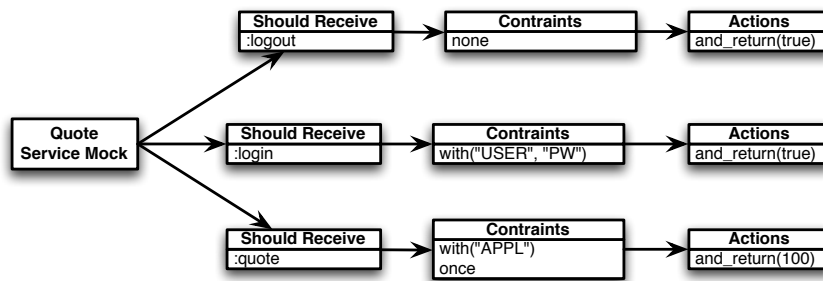 Should Receive
:logout
Contraints
none
Actions
and_return(true)
Quote
Service Mock
Should Receive
:login
Contraints
with("USER", "PW")
Actions
and_return(true)
Should Receive
:quote
Contraints
with("APPL")
once
Actions
and_return(100)